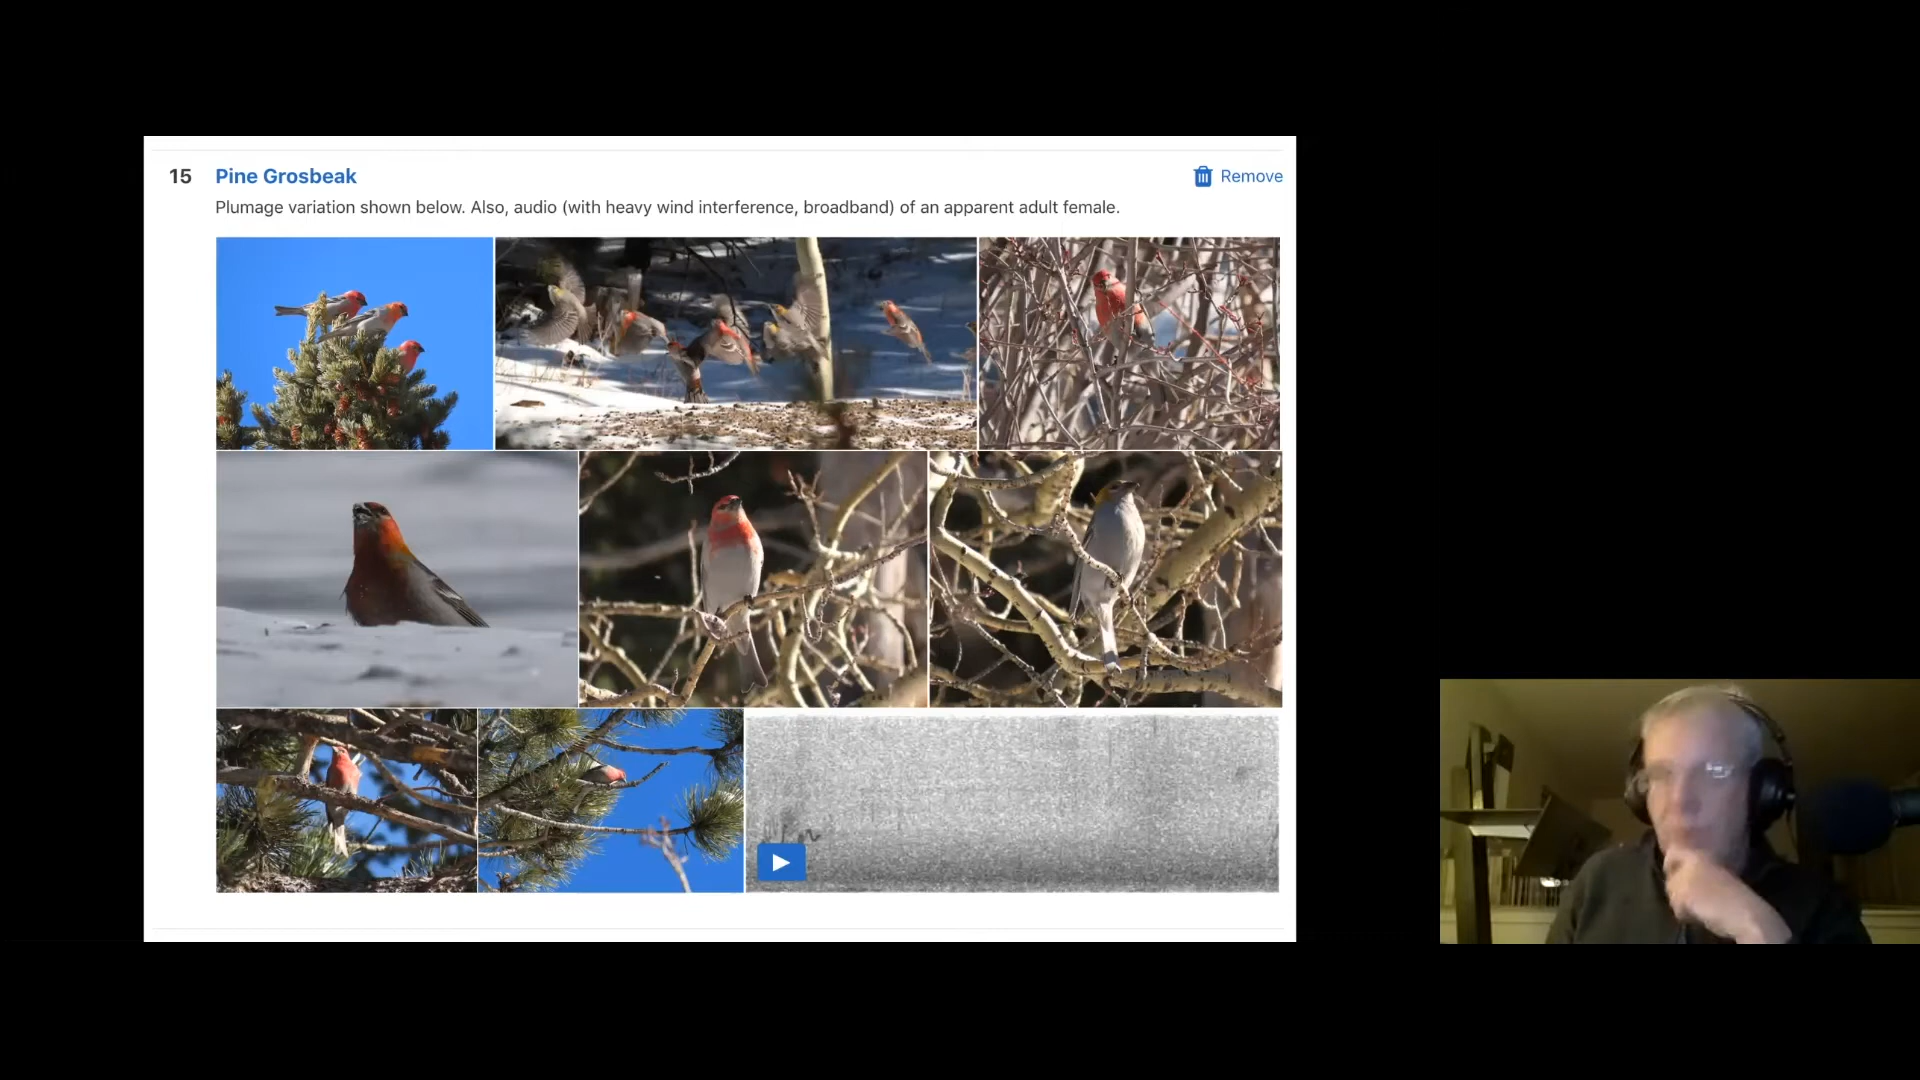 15 Pine Grosbeak Remove
Plumage variation shown below. Also, audio (with heavy wind interference, broadband) of an apparent adult female.